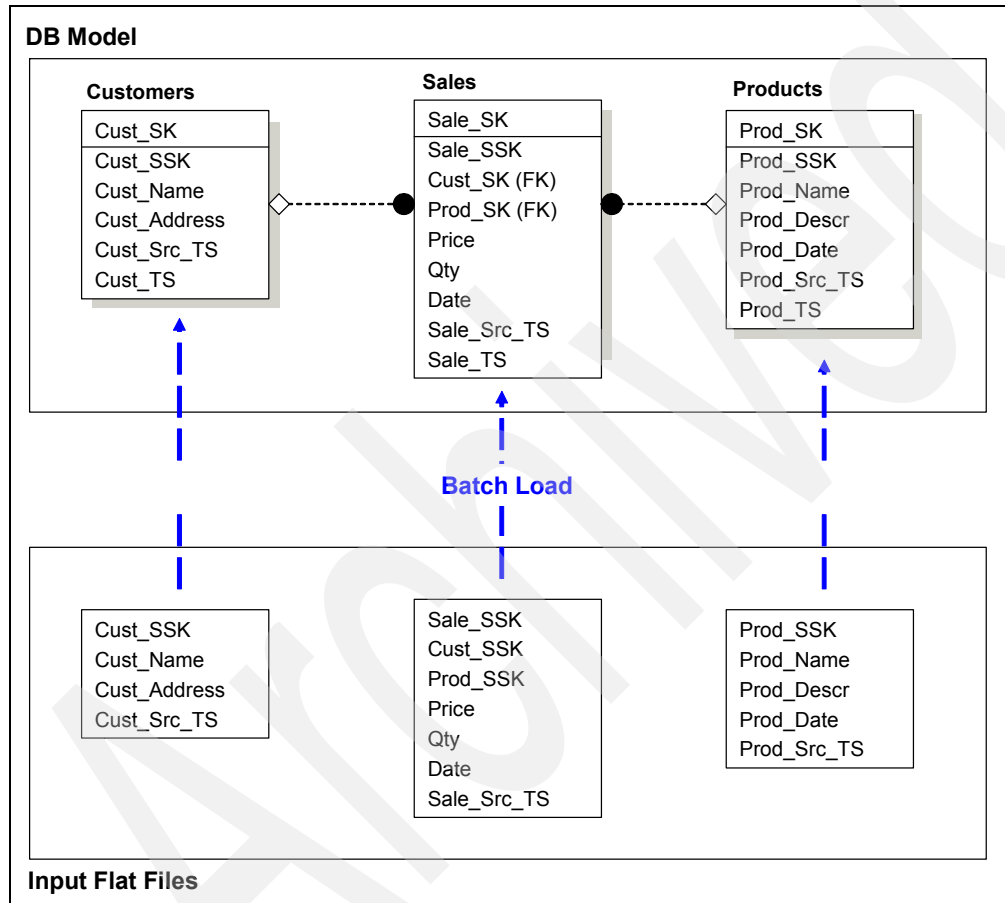 DB Model
Customers
Cust_SK
Cust_SSK
Cust_Name
Cust_Address
Cust_Src_TS
Cust_TS
Sales
Sale_SK
Sale_SSK
Cust_SK (FK)
Prod_SK (FK)
Price
Qty
Date
Sale_Src_TS
Sale_TS
Products
Prod_SK
Prod_SSK
Prod_Name
Prod_Descr
Prod_Date
Prod_Src_TS
Prod_TS
Batch Load
Cust_SSK
Cust_Name
Cust_Address
Cust_Src_TS
Sale_SSK
Cust_SSK
Prod_SSK
Price
Qty
Date
Sale_Src_TS
Prod_SSK
Prod_Name
Prod_Descr
Prod_Date
Prod_Src_TS
Input Flat Files
Archived